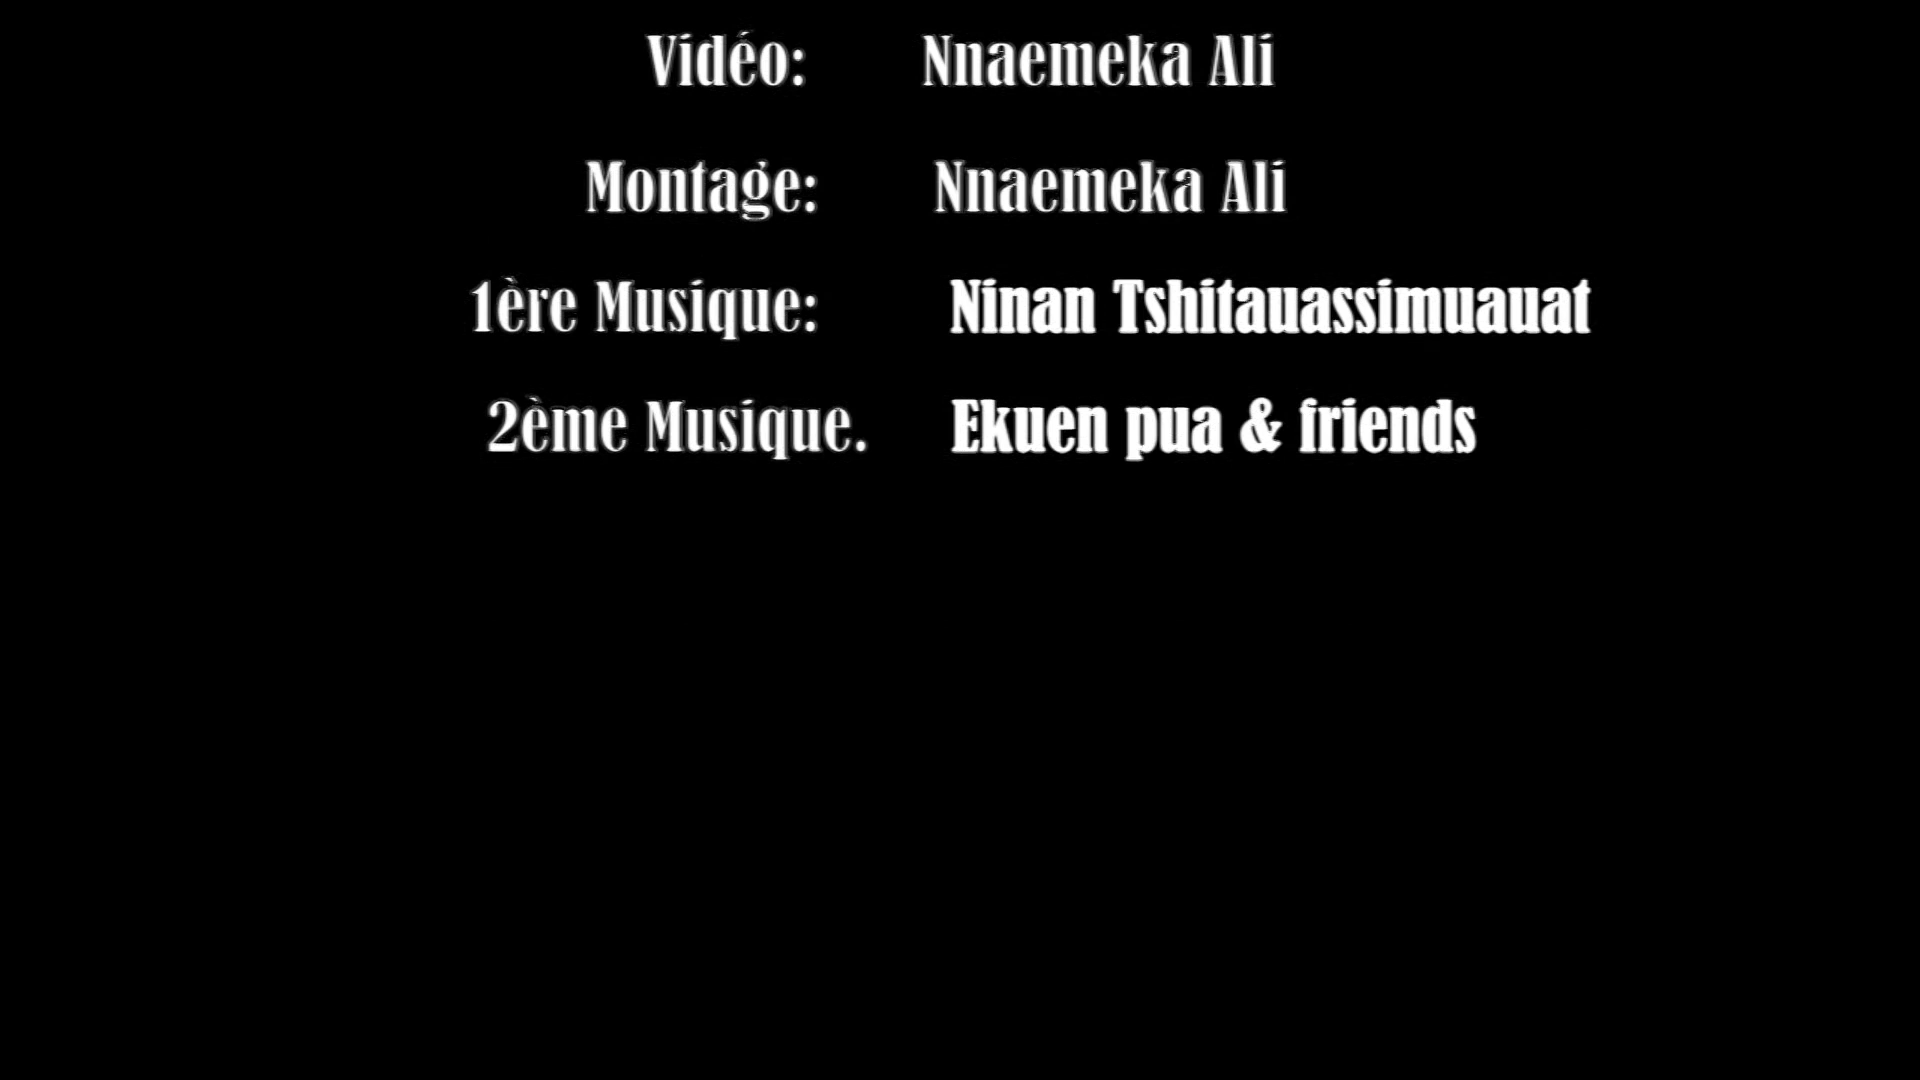 Vidéo: Nnaemeka Ali
Montage: Nnaemeka Ali
1ère Musique: Ninan Tshitauassimuauat
2ème Musique. Ekuen pua & friends